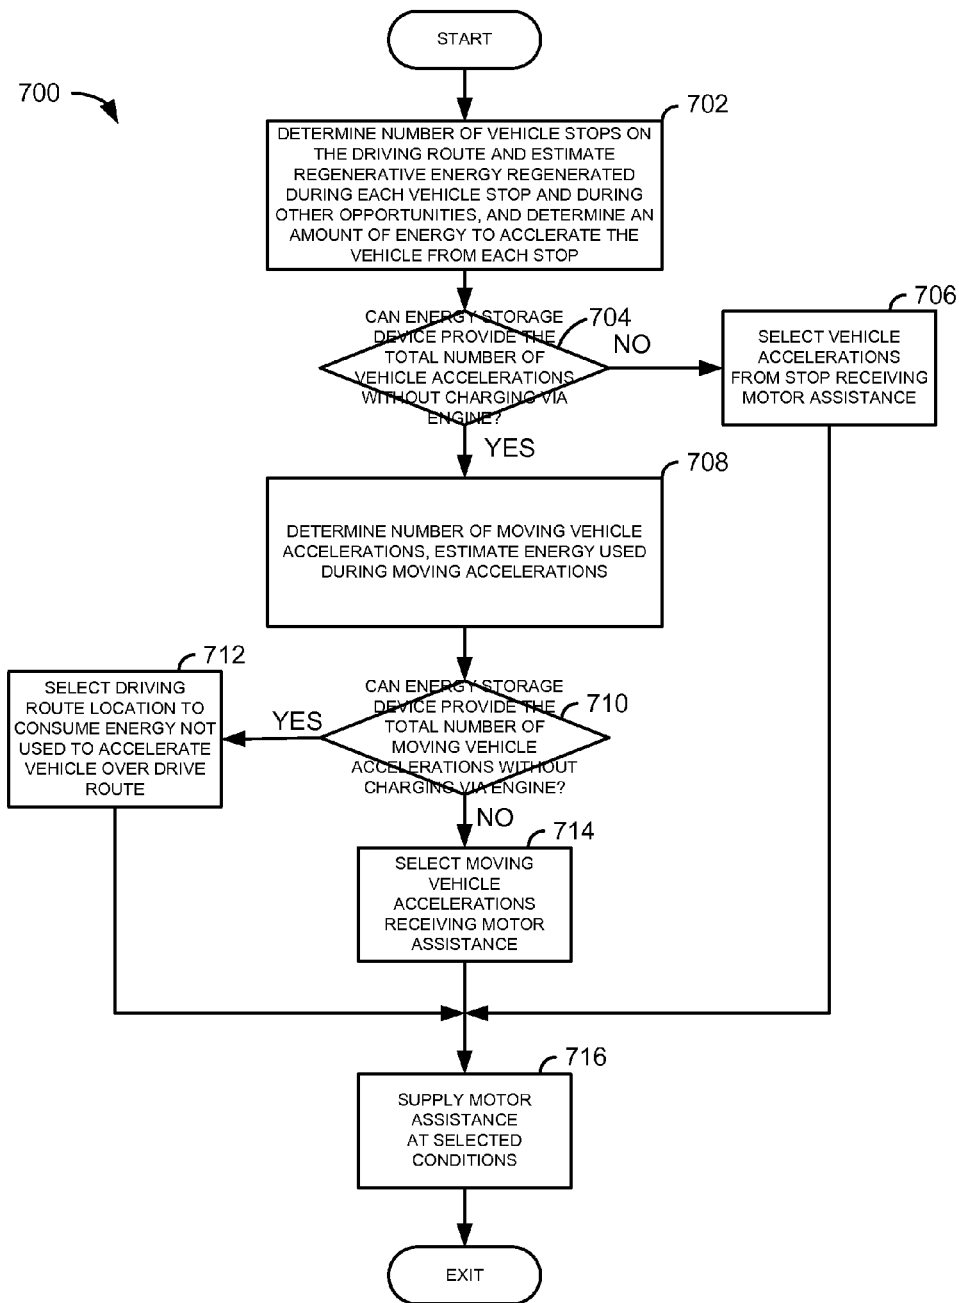 START
700
702
DETERMINE NUMBER OF VEHICLE STOPS ON
THE DRIVING ROUTE AND ESTIMATE
REGENERATIVE ENERGY REGENERATED
DURING EACH VEHICLE STOP AND DURING
OTHER OPPORTUNITIES, AND DETERMINE AN
AMOUNT OF ENERGY TO ACCLERATE THE
VEHICLE FROM EACH STOP
704
CAN ENERGY STORAGE
DEVICE PROVIDE THE
TOTAL NUMBER OF
VEHICLE ACCELERATIONS
WITHOUT CHARGING VIA
ENGINE?
NO
706
SELECT VEHICLE
ACCELERATIONS
FROM STOP RECEIVING
MOTOR ASSISTANCE
YES
708
DETERMINE NUMBER OF MOVING VEHICLE
ACCELERATIONS, ESTIMATE ENERGY USED
DURING MOVING ACCELERATIONS
710
CAN ENERGY STORAGE
DEVICE PROVIDE THE
TOTAL NUMBER OF
MOVING VEHICLE
ACCELERATIONS WITHOUT
CHARGING VIA ENGINE?
YES
712
SELECT DRIVING
ROUTE LOCATION TO
CONSUME ENERGY NOT
USED TO ACCELERATE
VEHICLE OVER DRIVE
ROUTE
NO
714
SELECT MOVING
VEHICLE
ACCELERATIONS
RECEIVING MOTOR
ASSISTANCE
716
SUPPLY MOTOR
ASSISTANCE
AT SELECTED
CONDITIONS
EXIT